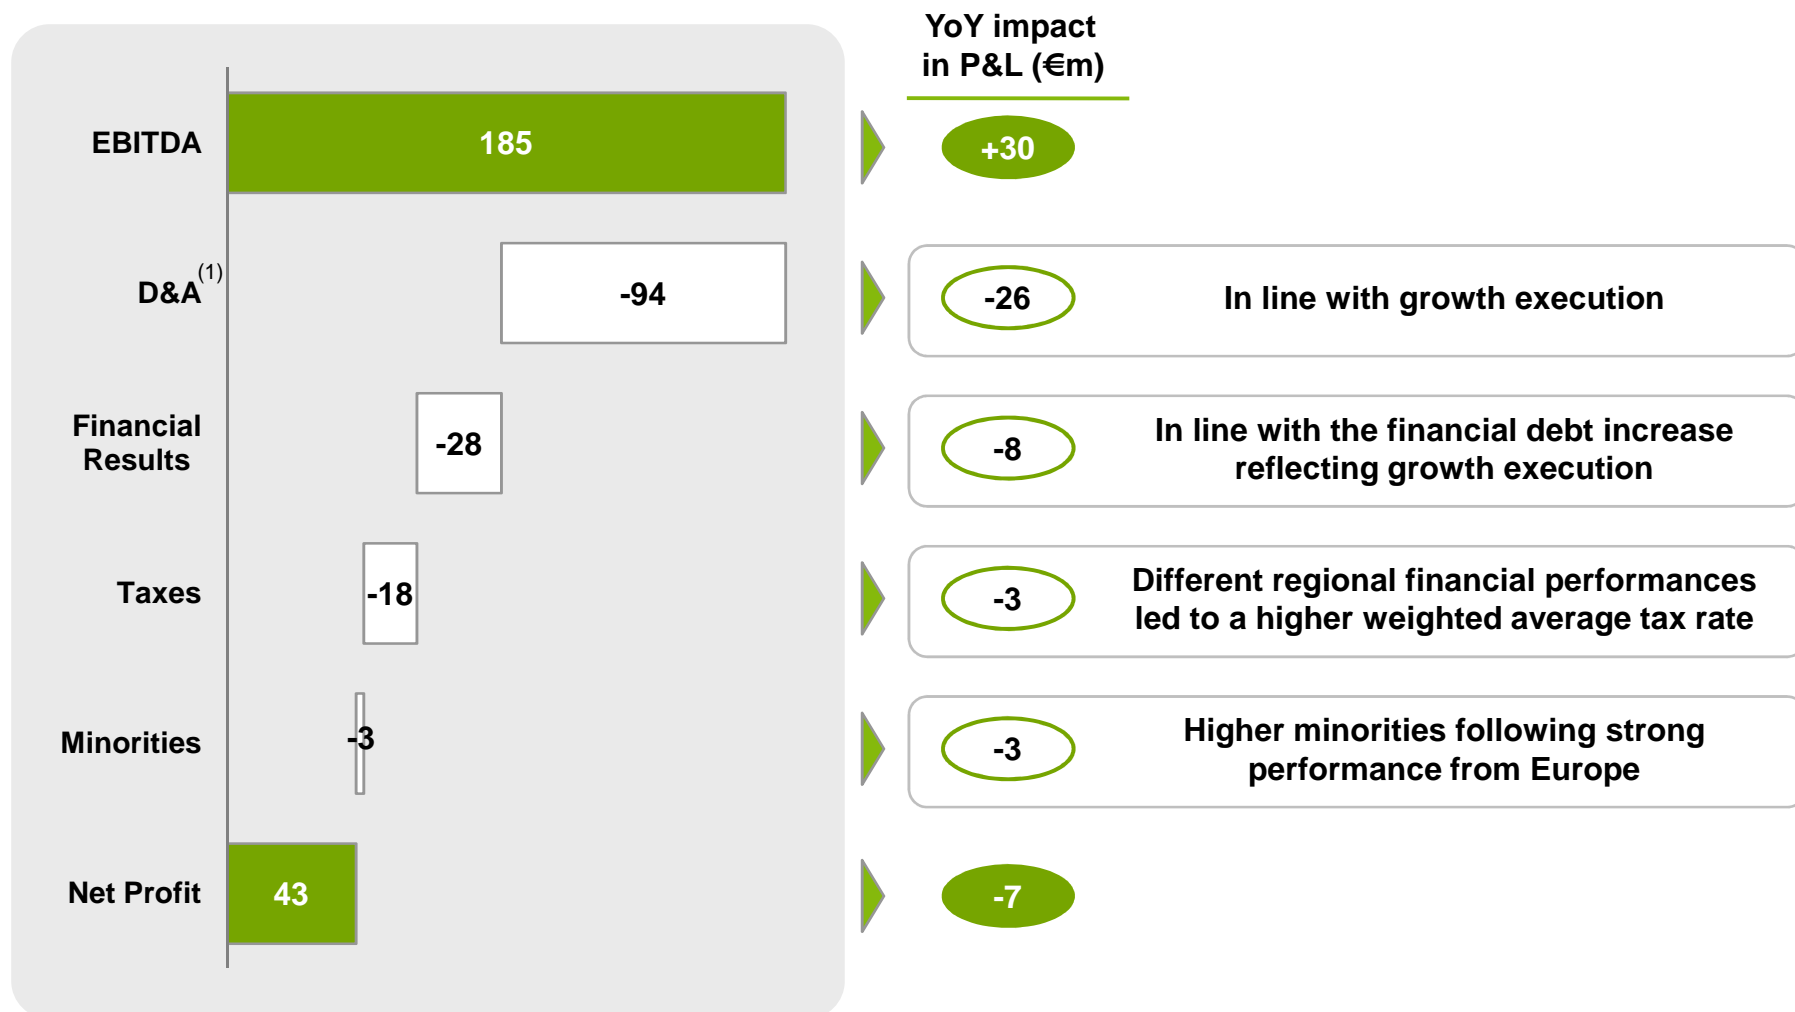 YoY impact
in P&L (€m)
EBITDA
185
+30
D&A(1)
-94
-26
In line with growth execution
Financial
Results
-28
-8
In line with the financial debt increase
reflecting growth execution
Taxes
-18
-3
Different regional financial performances
led to a higher weighted average tax rate
Minorities
-3
-3
Higher minorities following strong
performance from Europe
Net Profit
43
-7